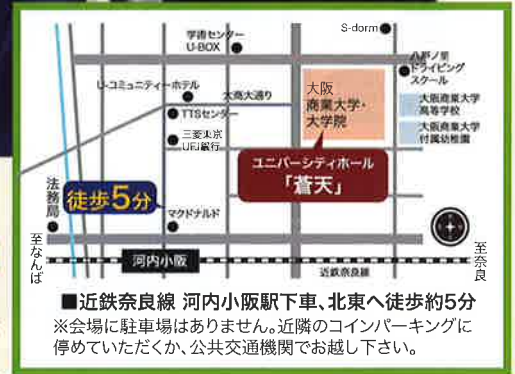 S-dorm
学術センター
U-BOX
八戸ノ里
ドライビング
スクール
U-コミュニティーホテル
大商大通り
大阪
商業大学・
大学院
大阪商業大学
高等学校
TTSセンター
大阪商業大学
付属幼稚園
三菱東京
UFJ銀行
ユニバーシティホール
「蒼天」
法務局
徒歩5分
マクドナルド
至なんば
河内小阪
近鉄奈良線
至奈良
■近鉄奈良線 河内小阪駅下車、北東へ徒歩約5分
※会場に駐車場はありません。近隣のコインパーキングに
停めていただくか、公共交通機関でお越し下さい。